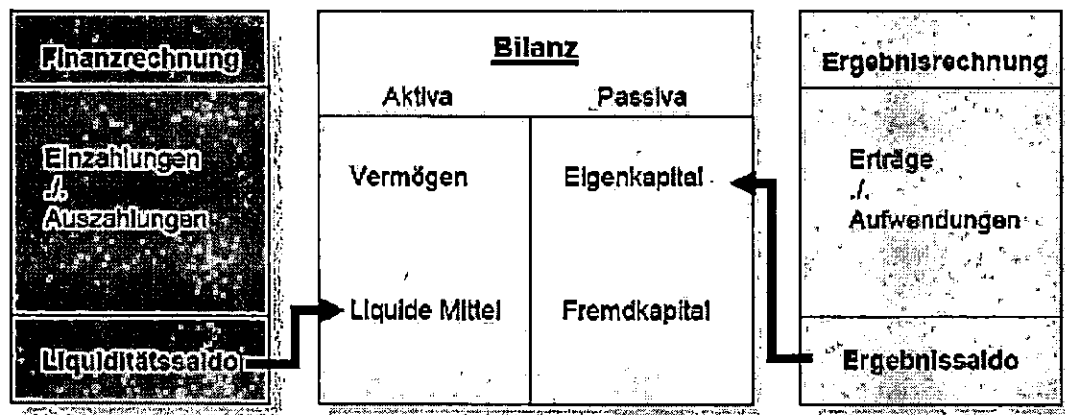 Finanzrechnung
Einzahlungen
./.
Auszahlungen
Liquiditätssaldo
Bilanz
Aktiva Passiva
Vermögen Eigenkapital
Liquide Mittel Fremdkapital
Ergebnisrechnung
Erträge
./.
Aufwendungen
Ergebnissaldo